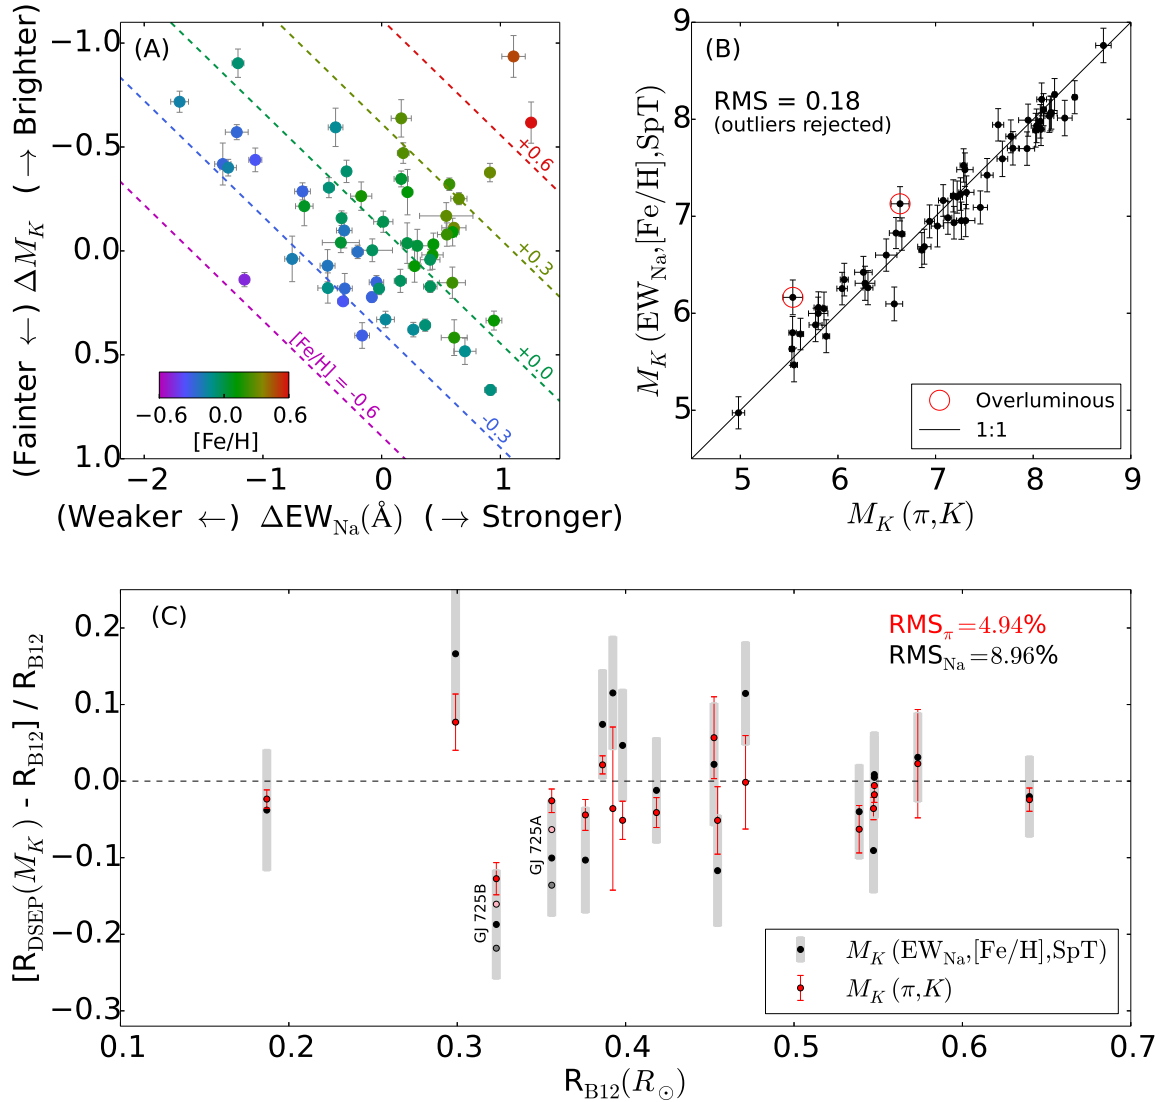 (A)
(Fainter ←) ΔM_K (→ Brighter)
−1.0
−0.5
0.0
0.5
1.0
+0.6
+0.3
+0.0
-0.3
[Fe/H] = -0.6
−0.6 0.0 0.6
[Fe/H]
−2 −1 0 1
(Weaker ←) ΔEW_Na(Å) (→ Stronger)
(B)
RMS = 0.18
(outliers rejected)
M_K (EW_Na,[Fe/H],SpT)
9
8
7
6
5
Overluminous
1:1
5 6 7 8 9
M_K (π,K)
(C)
RMS_π=4.94%
RMS_Na=8.96%
[R_DSEP(M_K) - R_B12] / R_B12
0.2
0.1
0.0
−0.1
−0.2
−0.3
GJ 725B
GJ 725A
M_K (EW_Na,[Fe/H],SpT)
M_K (π,K)
0.1 0.2 0.3 0.4 0.5 0.6 0.7
R_B12(R_☉)